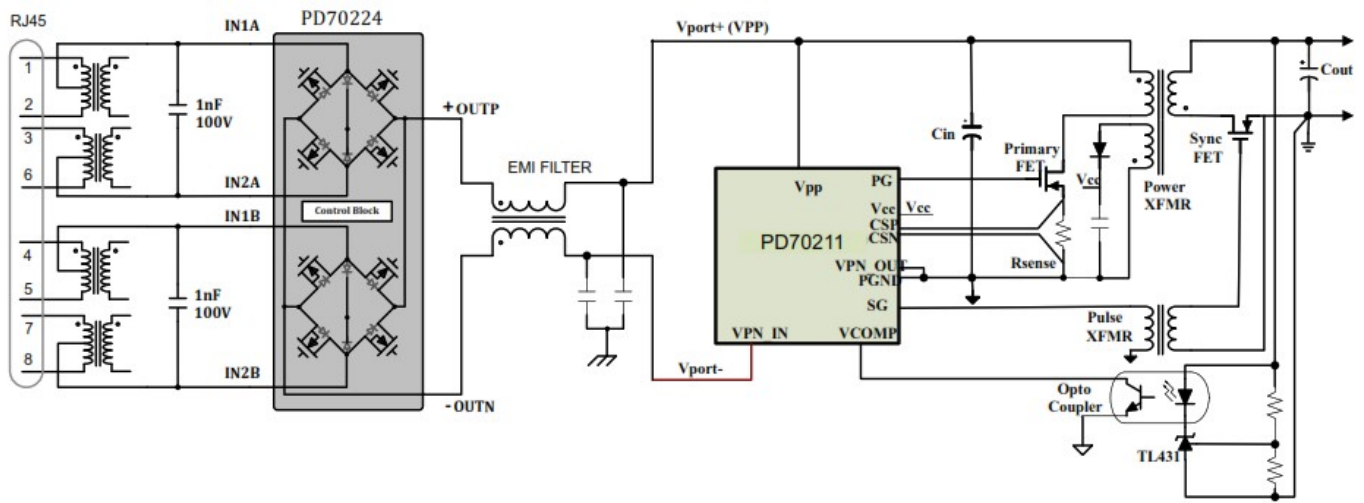 RJ45
PD70224
IN1A
1
2
1nF
100V
3
6
IN2A
+OUTP
Control Block
IN1B
4
5
1nF
100V
7
8
IN2B
-OUTN
EMI FILTER
Vport+ (VPP)
Vport-
Cin
Vpp
PG
Vcc
Vcc
CSP
CSN
PD70211
VPN_OUT
PGND
SG
VPN_IN
VCOMP
Primary
FET
Rsense
Vcc
Power
XFMR
Sync
FET
Cout
Pulse
XFMR
Opto
Coupler
TL431